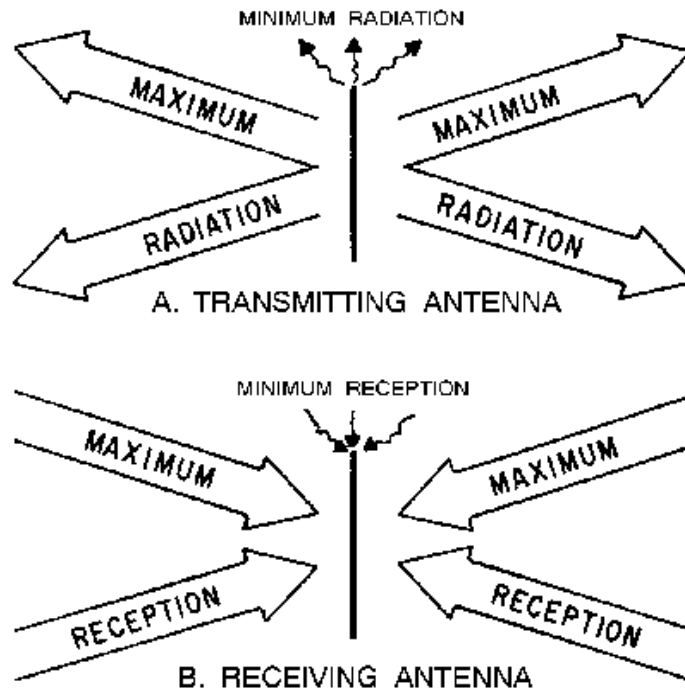 MINIMUM RADIATION
MAXIMUM
MAXIMUM
RADIATION
RADIATION
A. TRANSMITTING ANTENNA
MINIMUM RECEPTION
MAXIMUM
MAXIMUM
RECEPTION
RECEPTION
B. RECEIVING ANTENNA